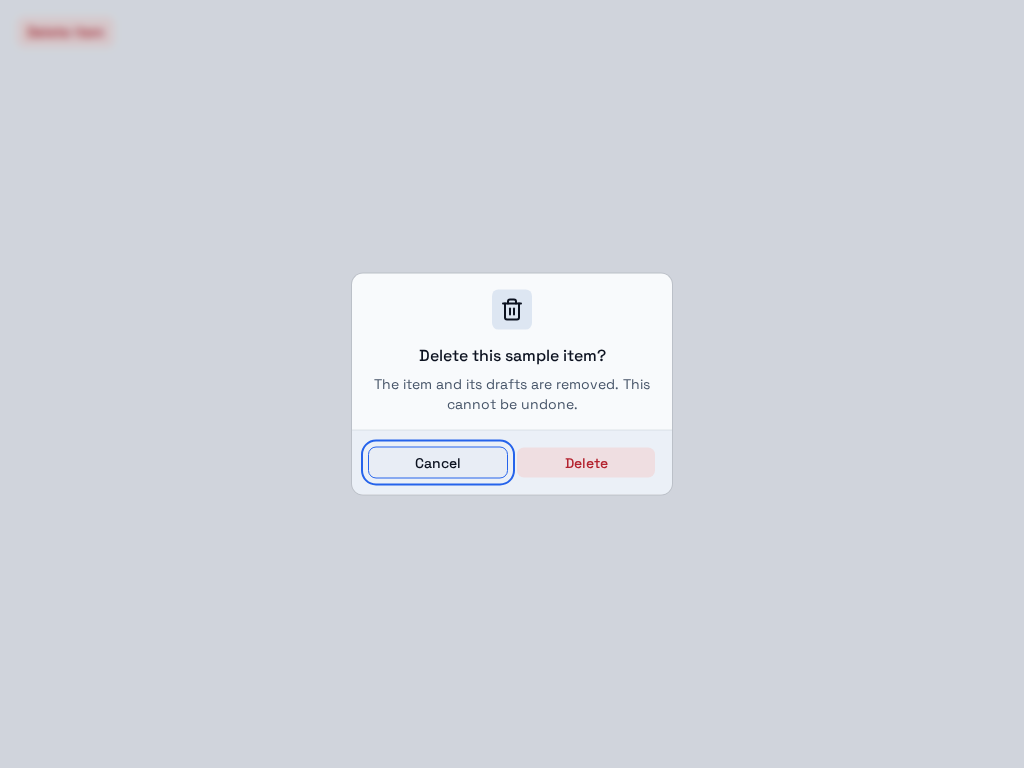 Delete this sample item?
The item and its drafts are removed. This
cannot be undone.
Cancel
Delete